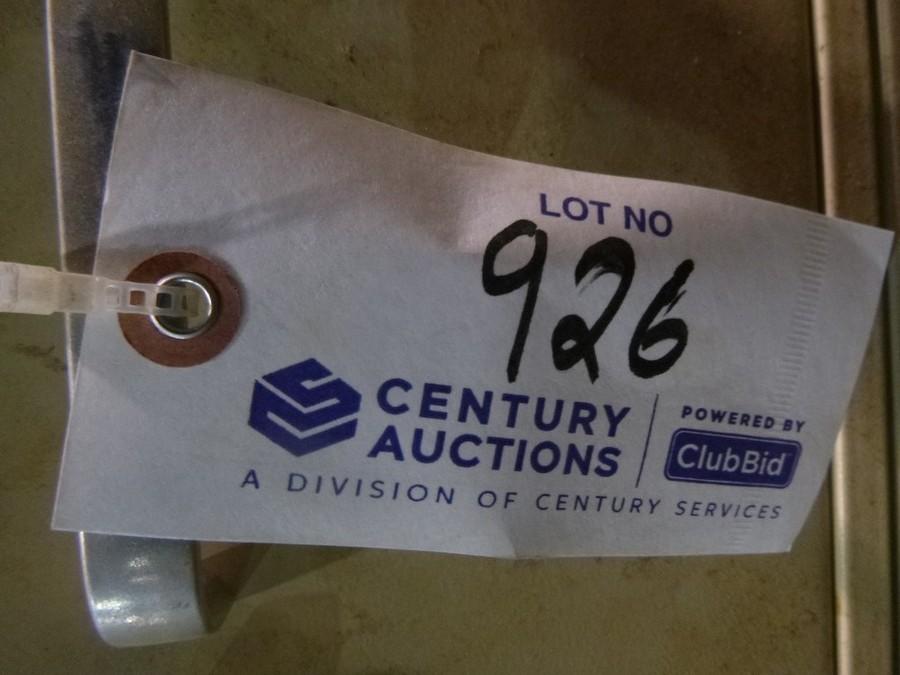 LOT NO
926
CENTURY
AUCTIONS
POWERED BY
ClubBid
A DIVISION OF CENTURY SERVICES